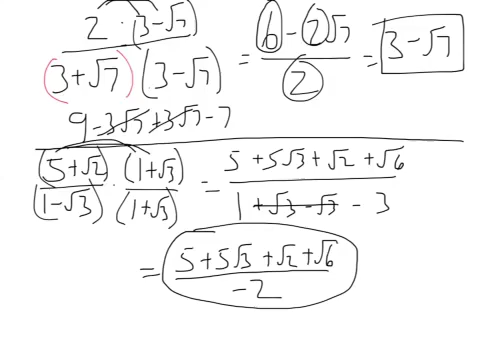 2 · (3-√7) / (3+√7) (3-√7) = 6-2√7 / 2 = 3-√7
9 - 3√7 + 3√7 - 7
(5+√2) / (1-√3) · (1+√3) / (1+√3) = 5 + 5√3 + √2 + √6 / 1 + √3 - √3 - 3
= 5+5√3 + √2 + √6 / -2